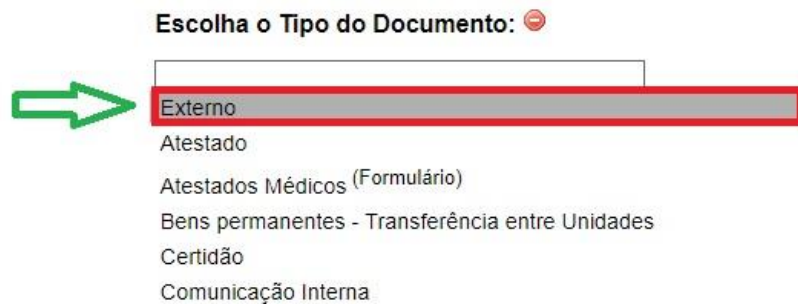 Escolha o Tipo do Documento:
Externo
Atestado
Atestados Médicos (Formulário)
Bens permanentes - Transferência entre Unidades
Certidão
Comunicação Interna